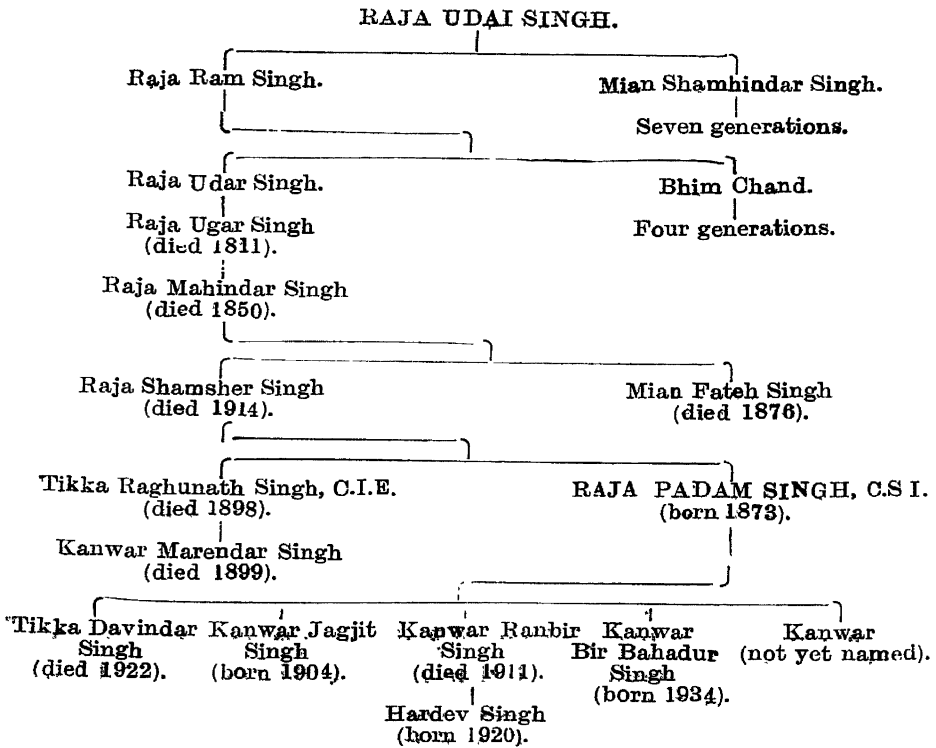 RAJA UDAI SINGH.
Raja Ram Singh.
Mian Shamhindar Singh.
Seven generations.
Raja Udar Singh.
Bhim Chand.
Raja Ugar Singh
(died 1811).
Four generations.
Raja Mahindar Singh
(died 1850).
Raja Shamsher Singh
(died 1914).
Mian Fateh Singh
(died 1876).
Tikka Raghunath Singh, C.I.E.
(died 1898).
RAJA PADAM SINGH, C.S I.
(born 1873).
Kanwar Marendar Singh
(died 1899).
Tikka Davindar
Singh
(died 1922).
Kanwar Jagjit
Singh
(born 1904).
Kanwar Ranbir
Singh
(died 1911).
Hardev Singh
(born 1920).
Kanwar
Bir Bahadur
Singh
(born 1934).
Kanwar
(not yet named).